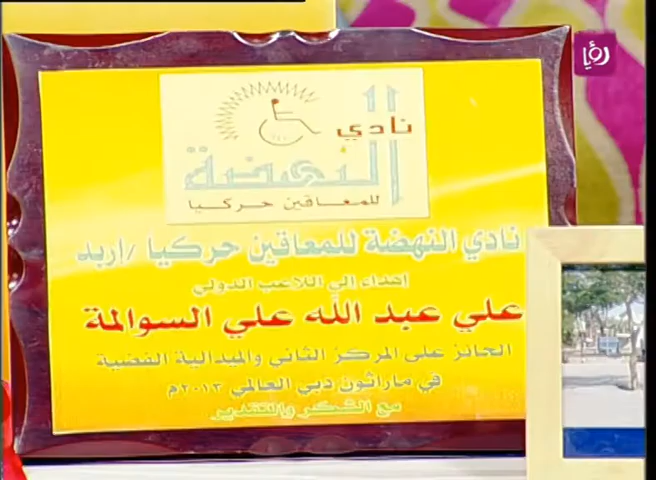 رؤيا
نادي
النهضة
للمعاقين حركيا
نادي النهضة للمعاقين حركيا /اربد
اهداء الى اللاعب الدولي
علي عبد الله علي السوالمة
الحائز على المركز الثاني والميدالية الفضية
في ماراثون دبي العالمي ٢٠١٣م
مع الشكر والتقدير